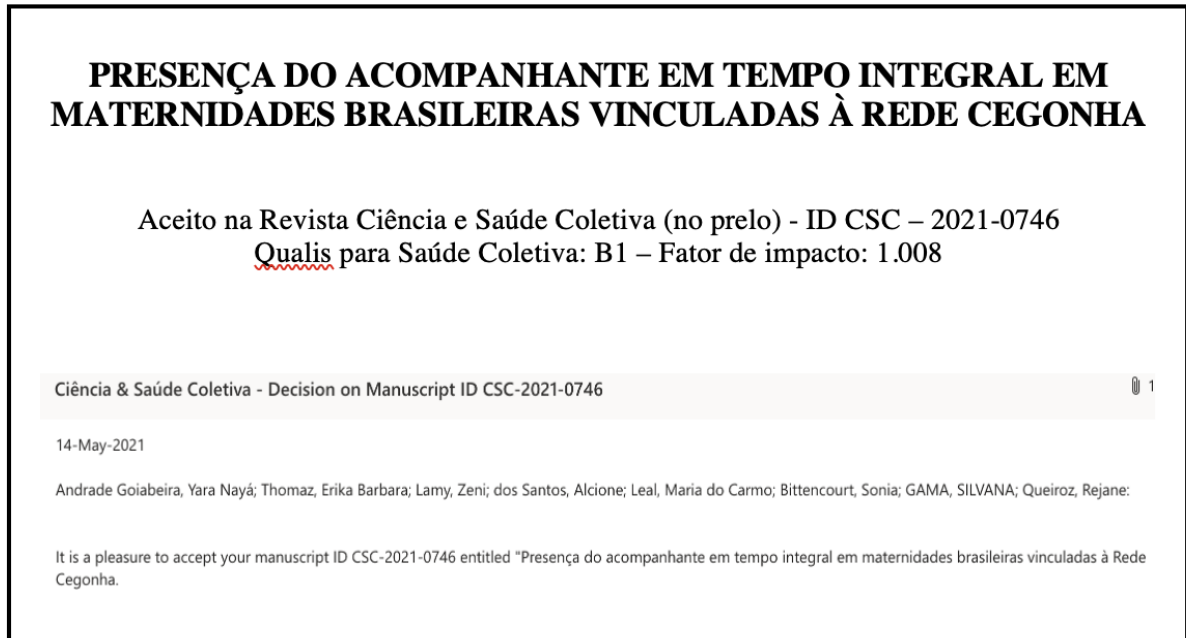 PRESENÇA DO ACOMPANHANTE EM TEMPO INTEGRAL EM
MATERNIDADES BRASILEIRAS VINCULADAS À REDE CEGONHA
Aceito na Revista Ciência e Saúde Coletiva (no prelo) - ID CSC – 2021-0746
Qualis para Saúde Coletiva: B1 – Fator de impacto: 1.008
Ciência & Saúde Coletiva - Decision on Manuscript ID CSC-2021-0746 1
14-May-2021
Andrade Goiabeira, Yara Nayá; Thomaz, Erika Barbara; Lamy, Zeni; dos Santos, Alcione; Leal, Maria do Carmo; Bittencourt, Sonia; GAMA, SILVANA; Queiroz, Rejane:
It is a pleasure to accept your manuscript ID CSC-2021-0746 entitled "Presença do acompanhante em tempo integral em maternidades brasileiras vinculadas à Rede
Cegonha.